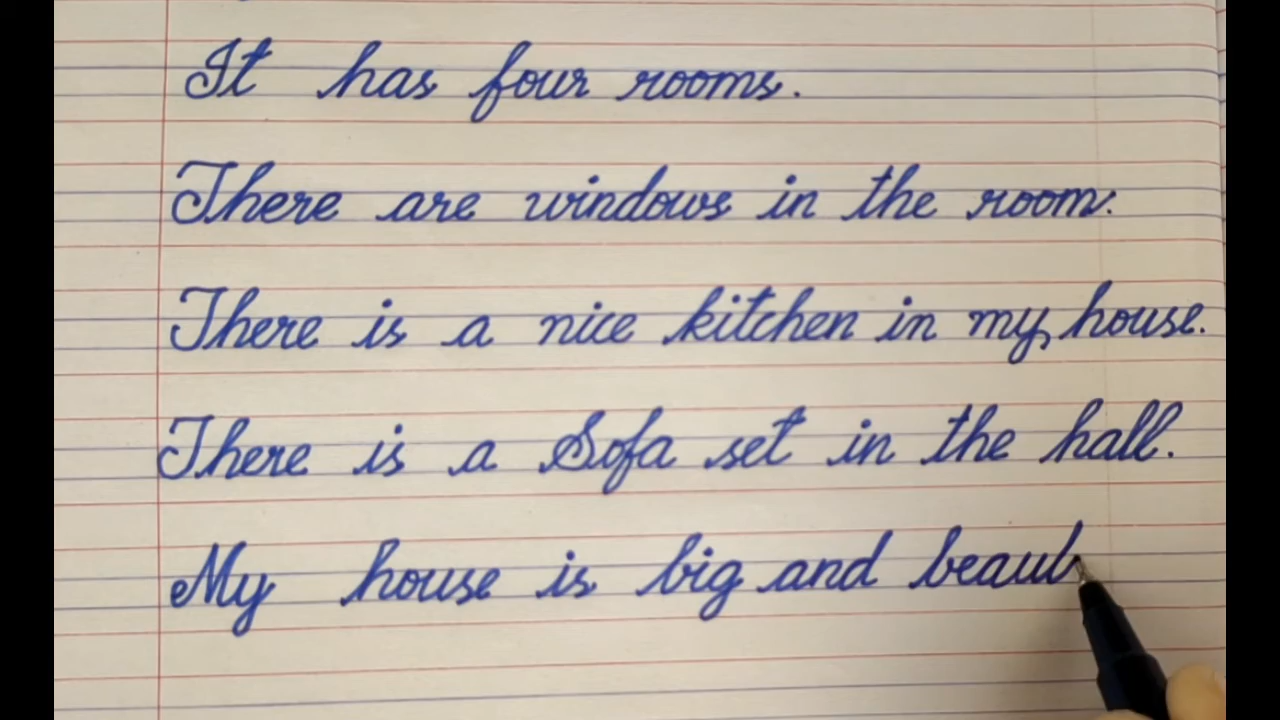 It has four rooms.
There are windows in the room.
There is a nice kitchen in my house.
There is a Sofa set in the hall.
My house is big and beaut